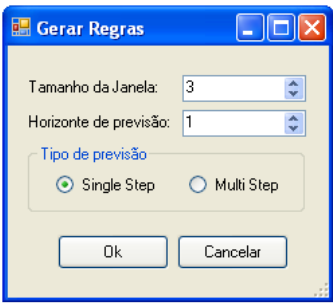 Gerar Regras
Tamanho da Janela: 3
Horizonte de previsão: 1
Tipo de previsão
Single Step Multi Step
Ok Cancelar